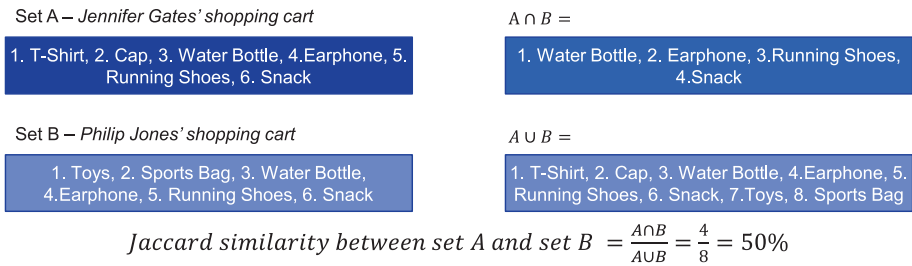 Set A – Jennifer Gates' shopping cart
1. T-Shirt, 2. Cap, 3. Water Bottle, 4.Earphone, 5.
Running Shoes, 6. Snack
A ∩ B =
1. Water Bottle, 2. Earphone, 3.Running Shoes,
4.Snack
Set B – Philip Jones' shopping cart
1. Toys, 2. Sports Bag, 3. Water Bottle,
4.Earphone, 5. Running Shoes, 6. Snack
A ∪ B =
1. T-Shirt, 2. Cap, 3. Water Bottle, 4.Earphone, 5.
Running Shoes, 6. Snack, 7.Toys, 8. Sports Bag
Jaccard similarity between set A and set B = A∩B/A∪B = 4/8 = 50%